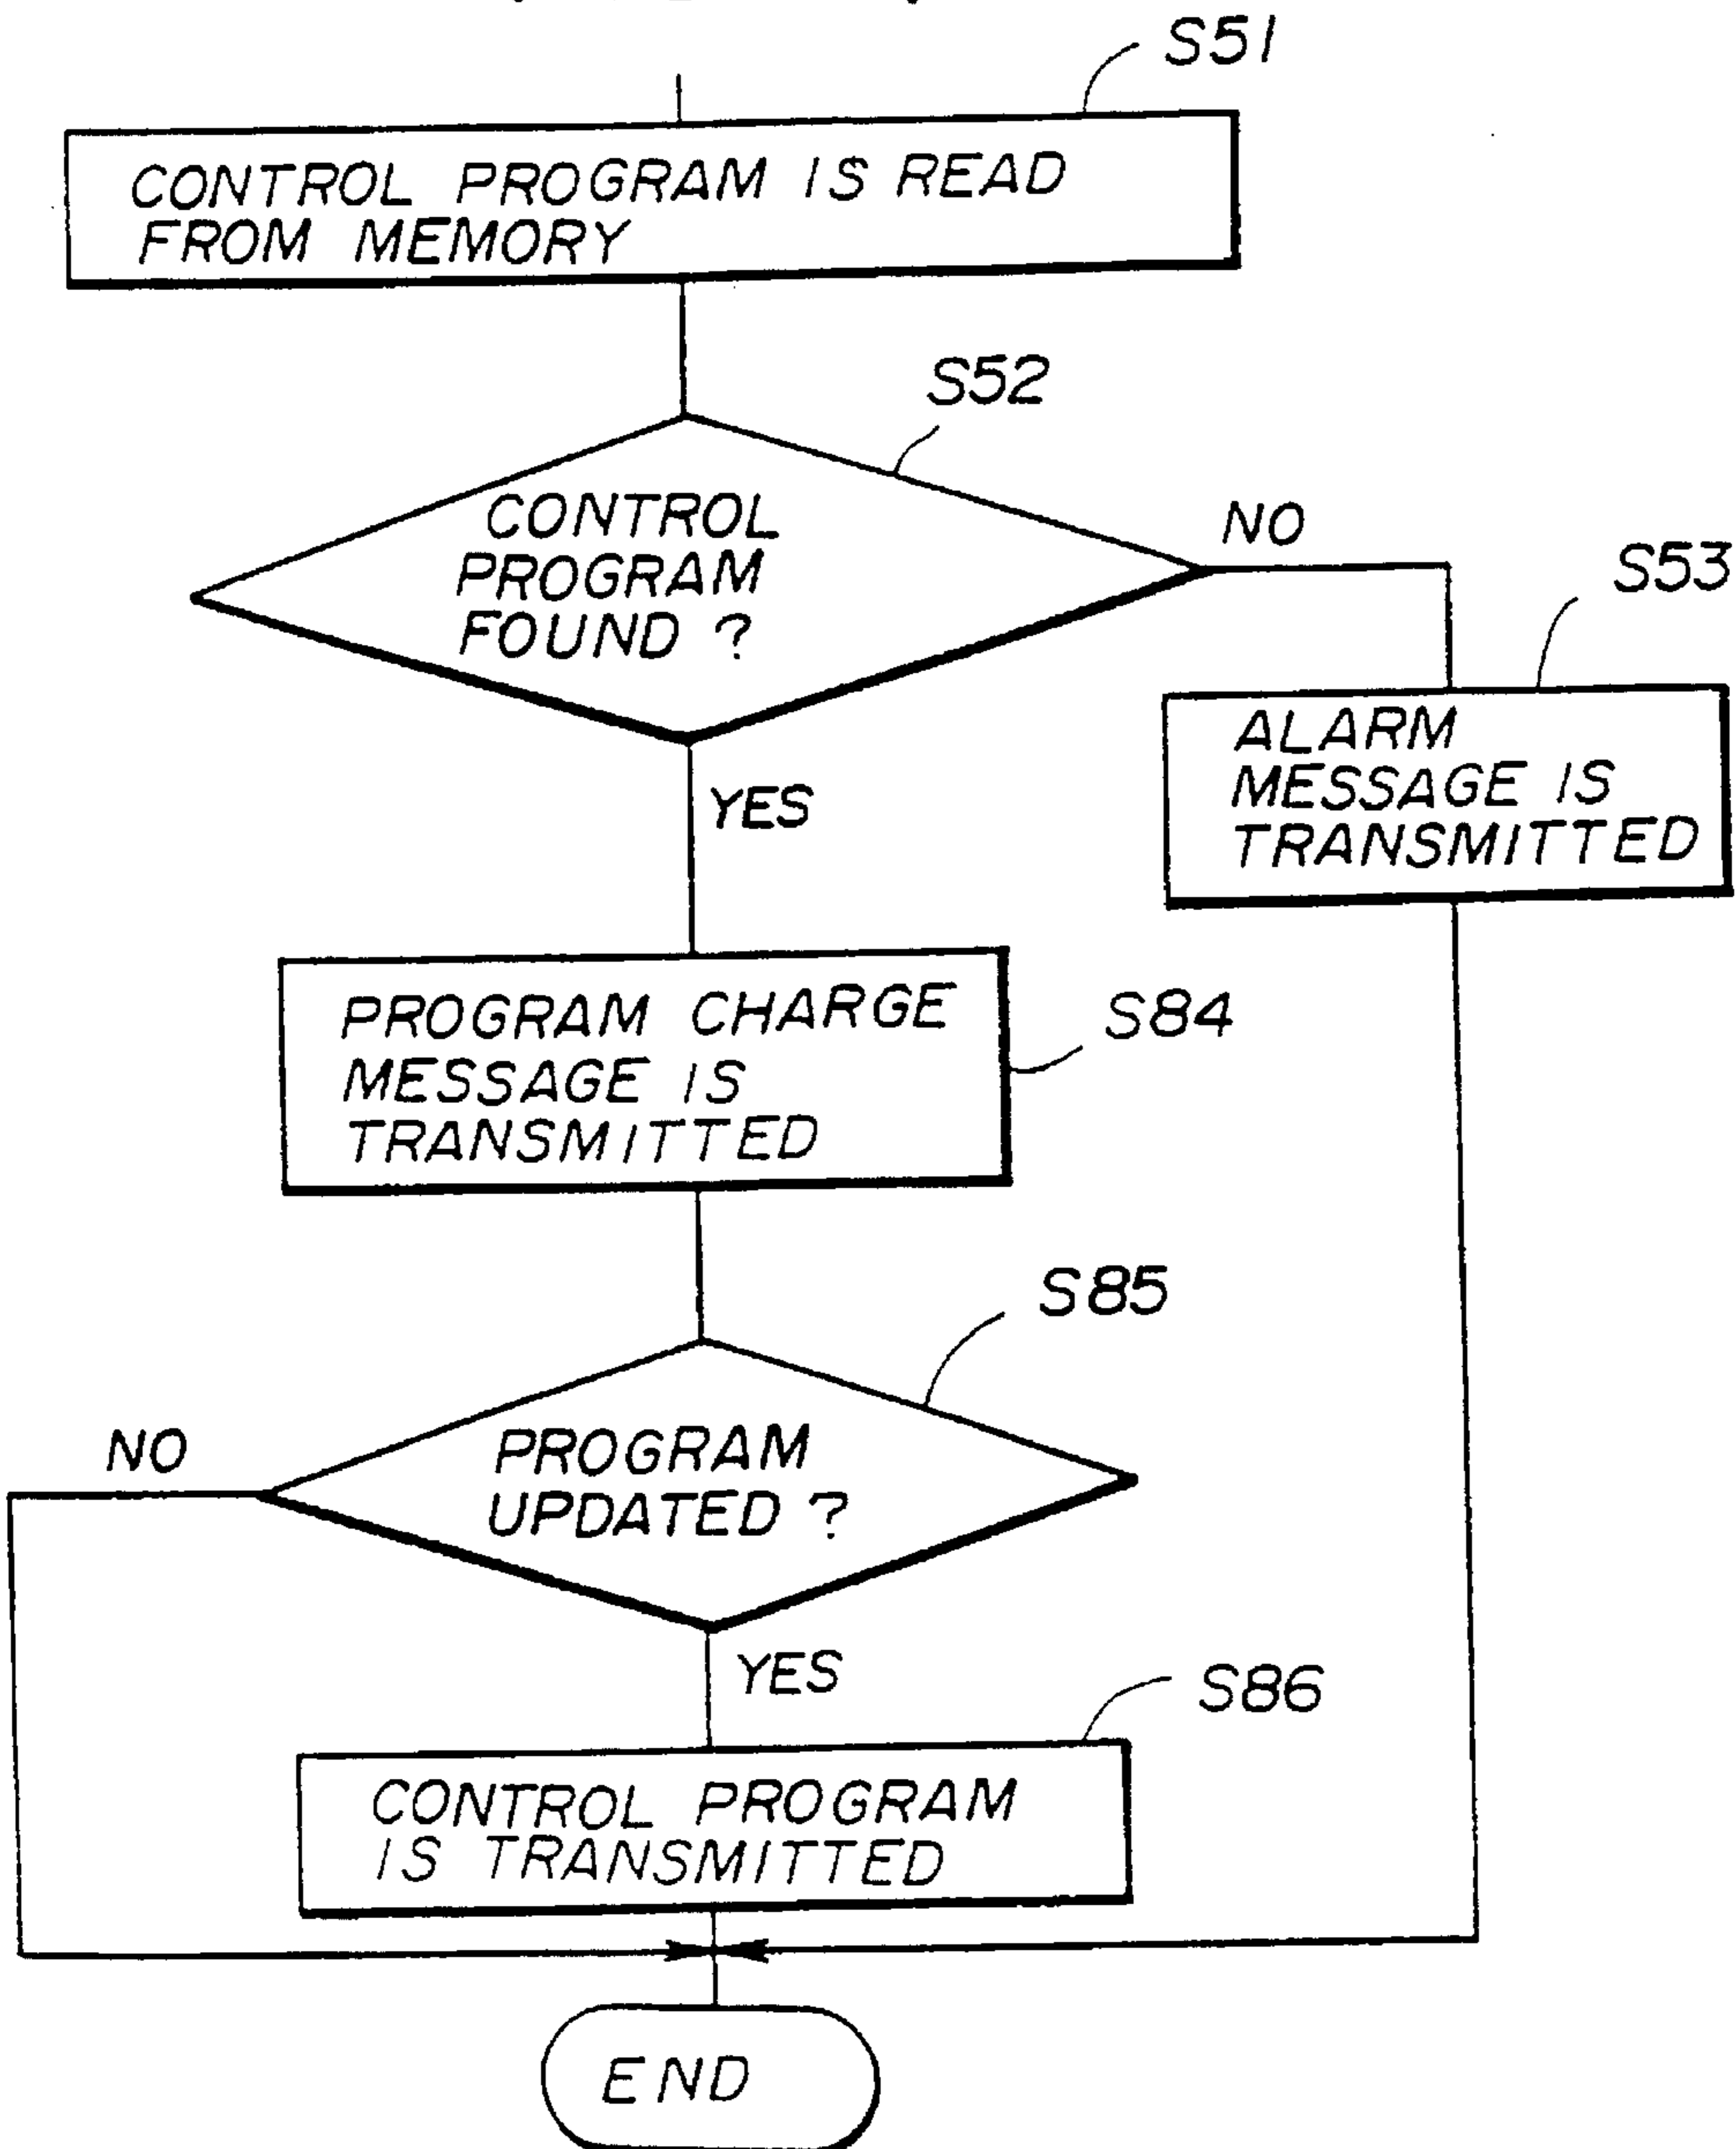 S51
CONTROL PROGRAM IS READ
FROM MEMORY
S52
CONTROL
PROGRAM
FOUND ?
NO
S53
ALARM
MESSAGE IS
TRANSMITTED
YES
PROGRAM CHARGE
MESSAGE IS
TRANSMITTED
S84
S85
NO
PROGRAM
UPDATED ?
YES
S86
CONTROL PROGRAM
IS TRANSMITTED
END